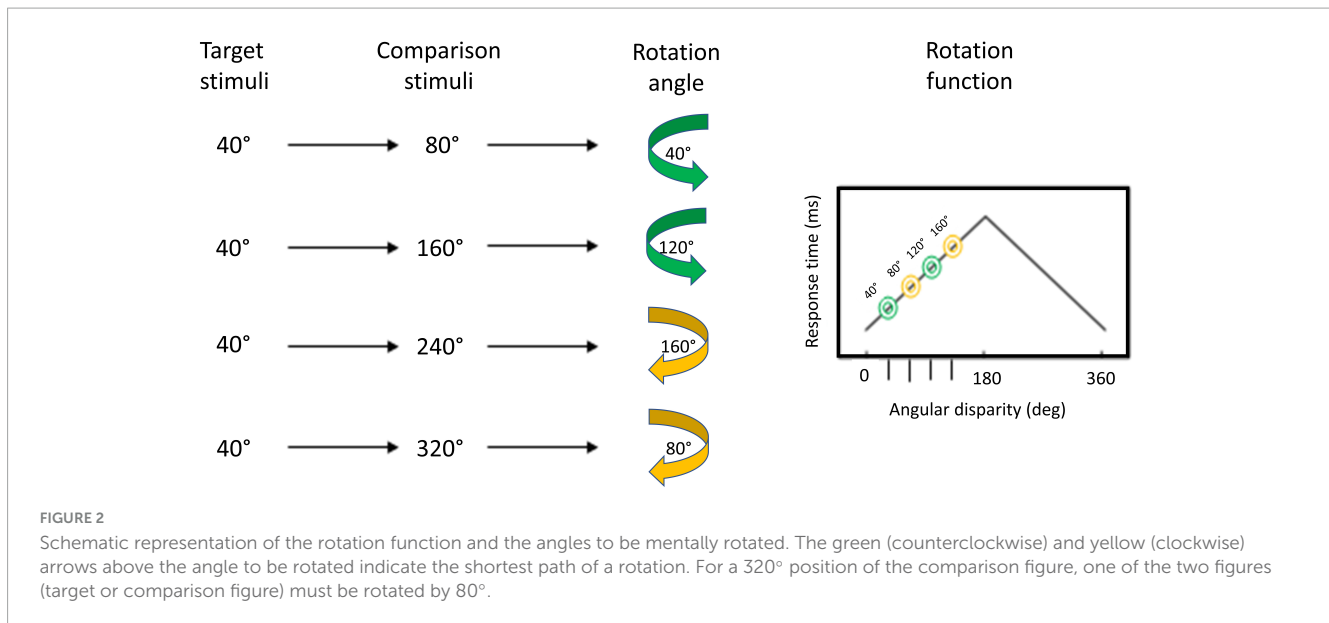 Target
stimuli
Comparison
stimuli
Rotation
angle
Rotation
function
40°
80°
40°
40°
160°
120°
40°
240°
160°
40°
320°
80°
Response time (ms)
40°
80°
120°
160°
0
180
360
Angular disparity (deg)
FIGURE 2
Schematic representation of the rotation function and the angles to be mentally rotated. The green (counterclockwise) and yellow (clockwise)
arrows above the angle to be rotated indicate the shortest path of a rotation. For a 320° position of the comparison figure, one of the two figures
(target or comparison figure) must be rotated by 80°.